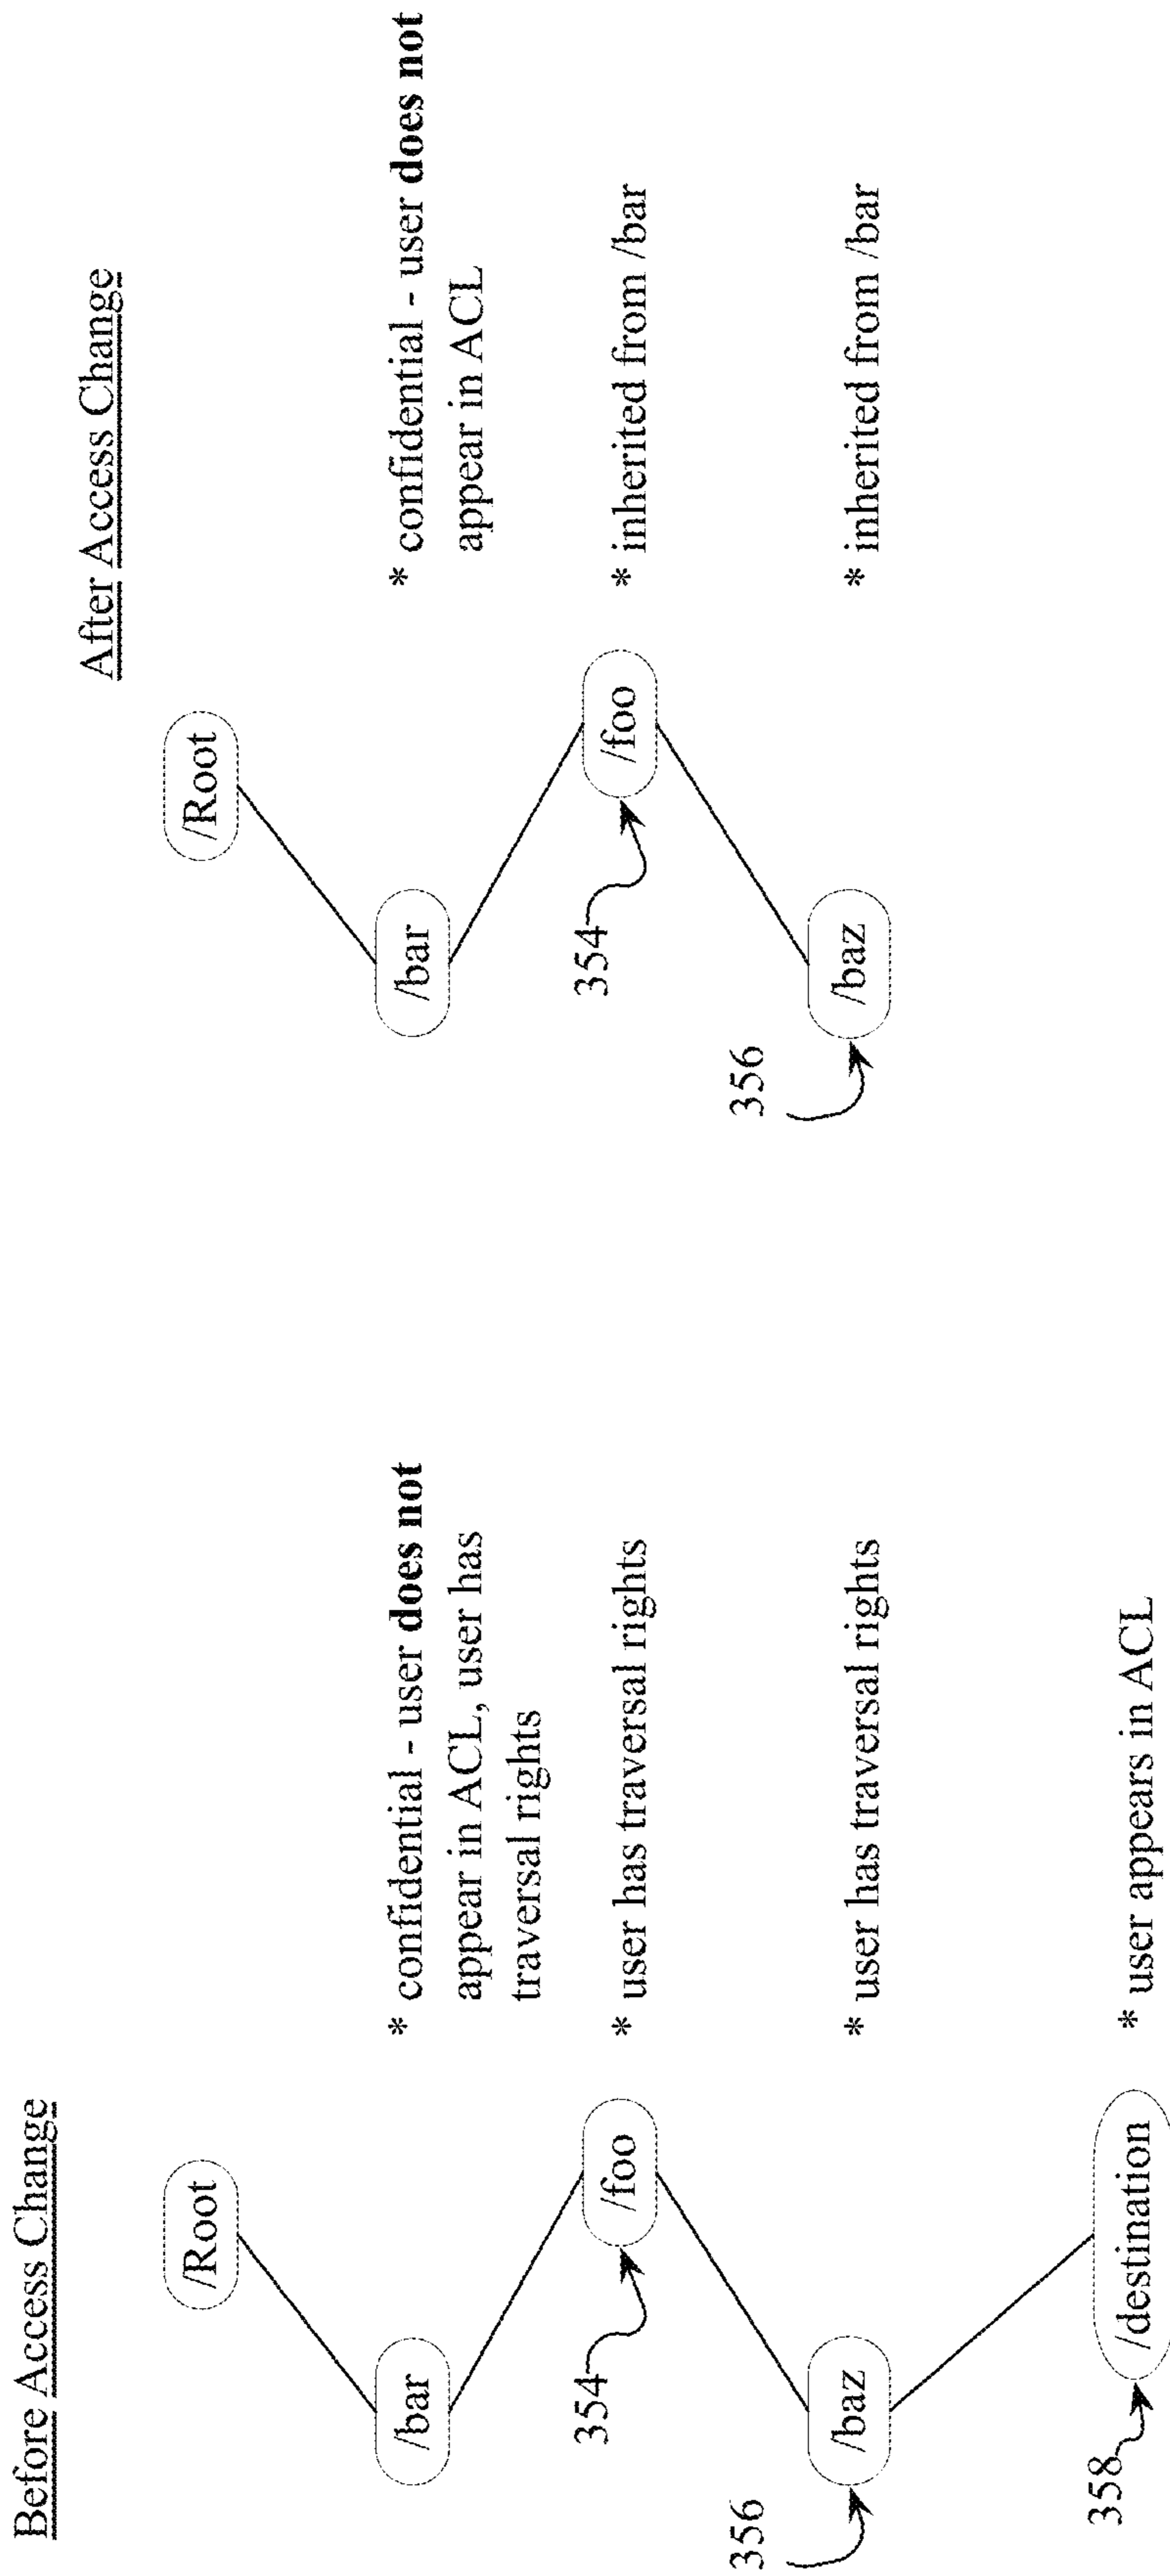 Before Access Change
/Root
/bar
* confidential - user does not
appear in ACL, user has
traversal rights
354
/foo
* user has traversal rights
356
/baz
* user has traversal rights
358
/destination
* user appears in ACL
After Access Change
/Root
/bar
* confidential - user does not
appear in ACL
354
/foo
* inherited from /bar
356
/baz
* inherited from /bar